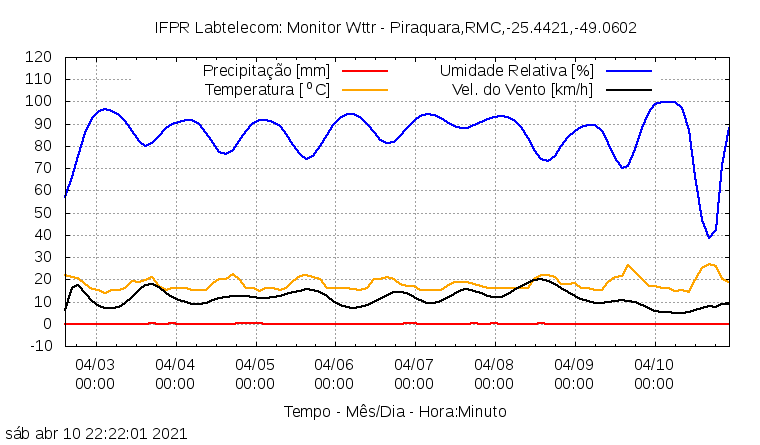 IFPR Labtelecom: Monitor Wttr - Piraquara,RMC,-25.4421,-49.0602
Precipitação [mm]
Temperatura [ ⁰C]
Umidade Relativa [%]
Vel. do Vento [km/h]
120
110
100
90
80
70
60
50
40
30
20
10
0
-10
04/03 04/04 04/05 04/06 04/07 04/08 04/09 04/10
00:00 00:00 00:00 00:00 00:00 00:00 00:00 00:00
Tempo - Mês/Dia - Hora:Minuto
sáb abr 10 22:22:01 2021